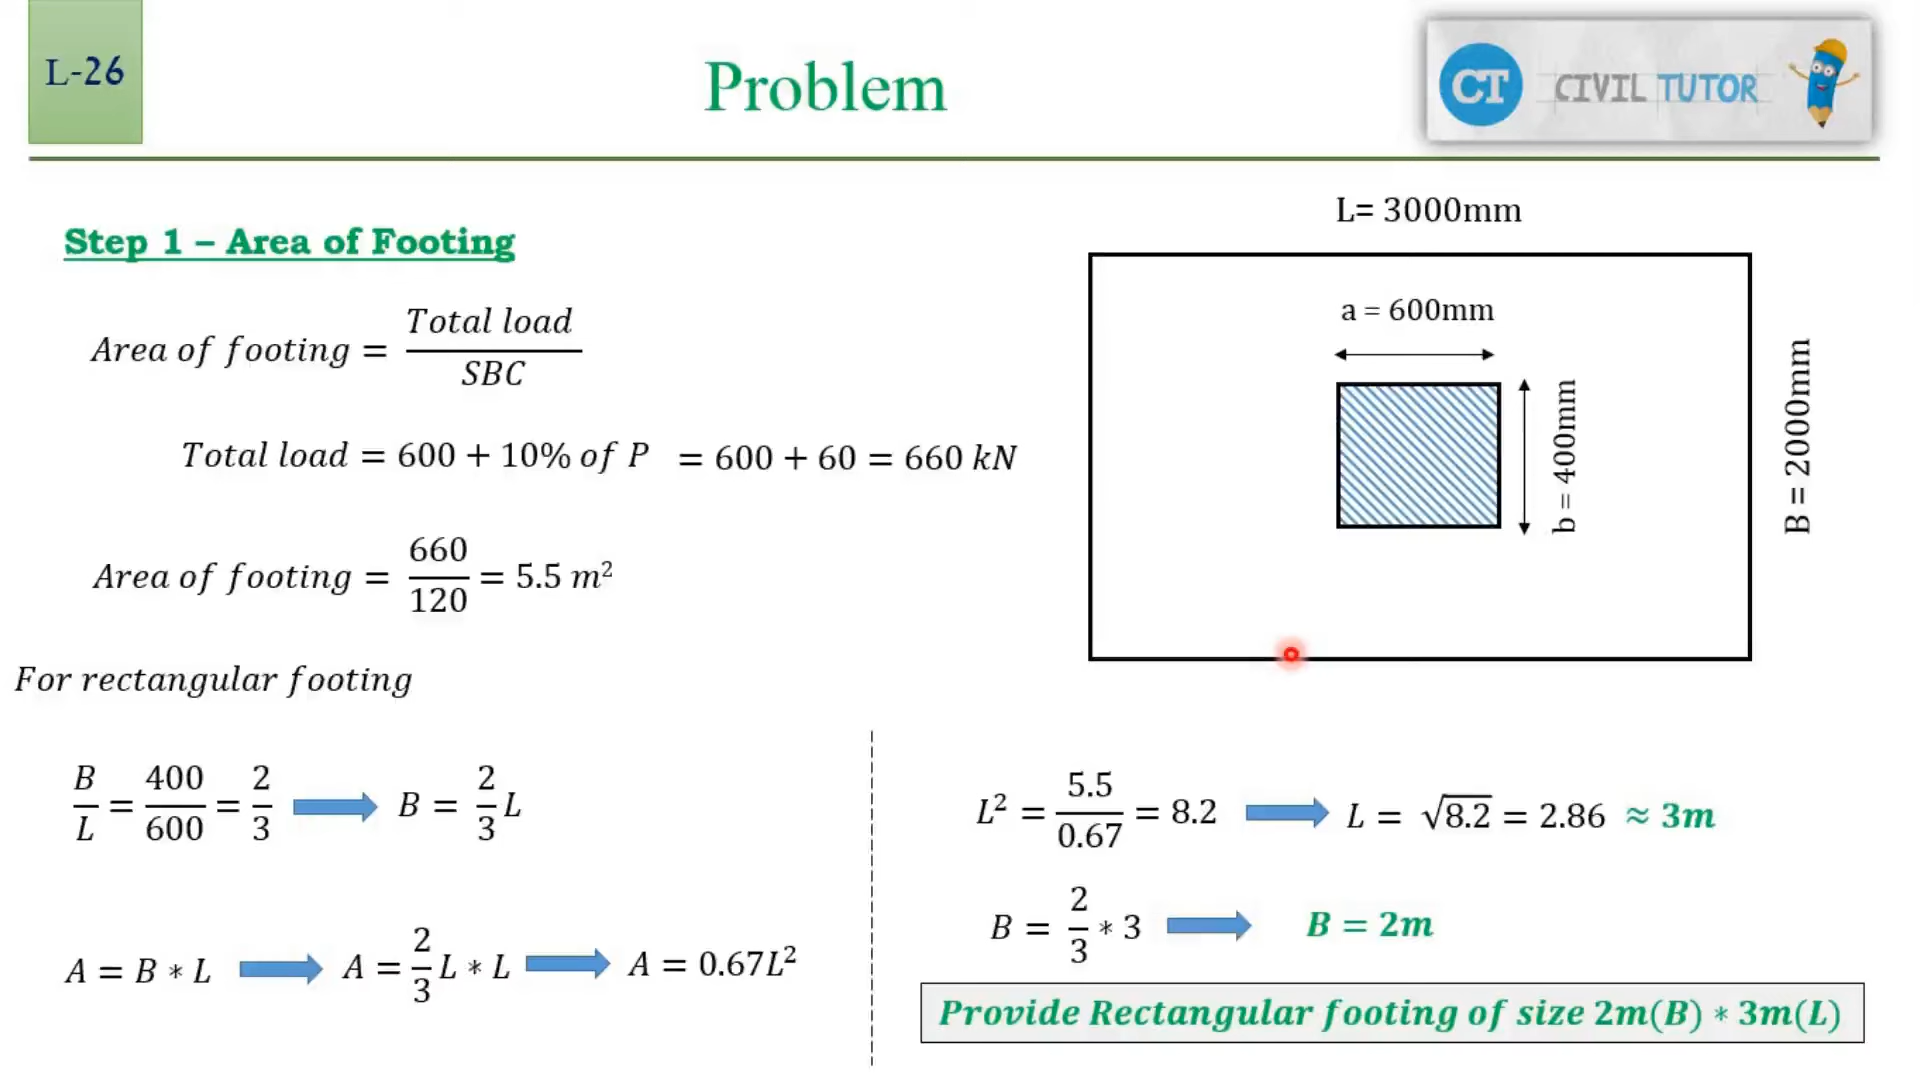 L-26
Problem
CT CIVIL TUTOR
Step 1 – Area of Footing
Area of footing = Total load / SBC
Total load = 600 + 10% of P = 600 + 60 = 660 kN
Area of footing = 660 / 120 = 5.5 m²
For rectangular footing
B/L = 400/600 = 2/3
B = 2/3 L
A = B * L
A = 2/3 L * L
A = 0.67L²
L= 3000mm
a = 600mm
b = 400mm
B = 2000mm
L² = 5.5/0.67 = 8.2
L = √8.2 = 2.86 ≈ 3m
B = 2/3 * 3
B = 2m
Provide Rectangular footing of size 2m(B) * 3m(L)